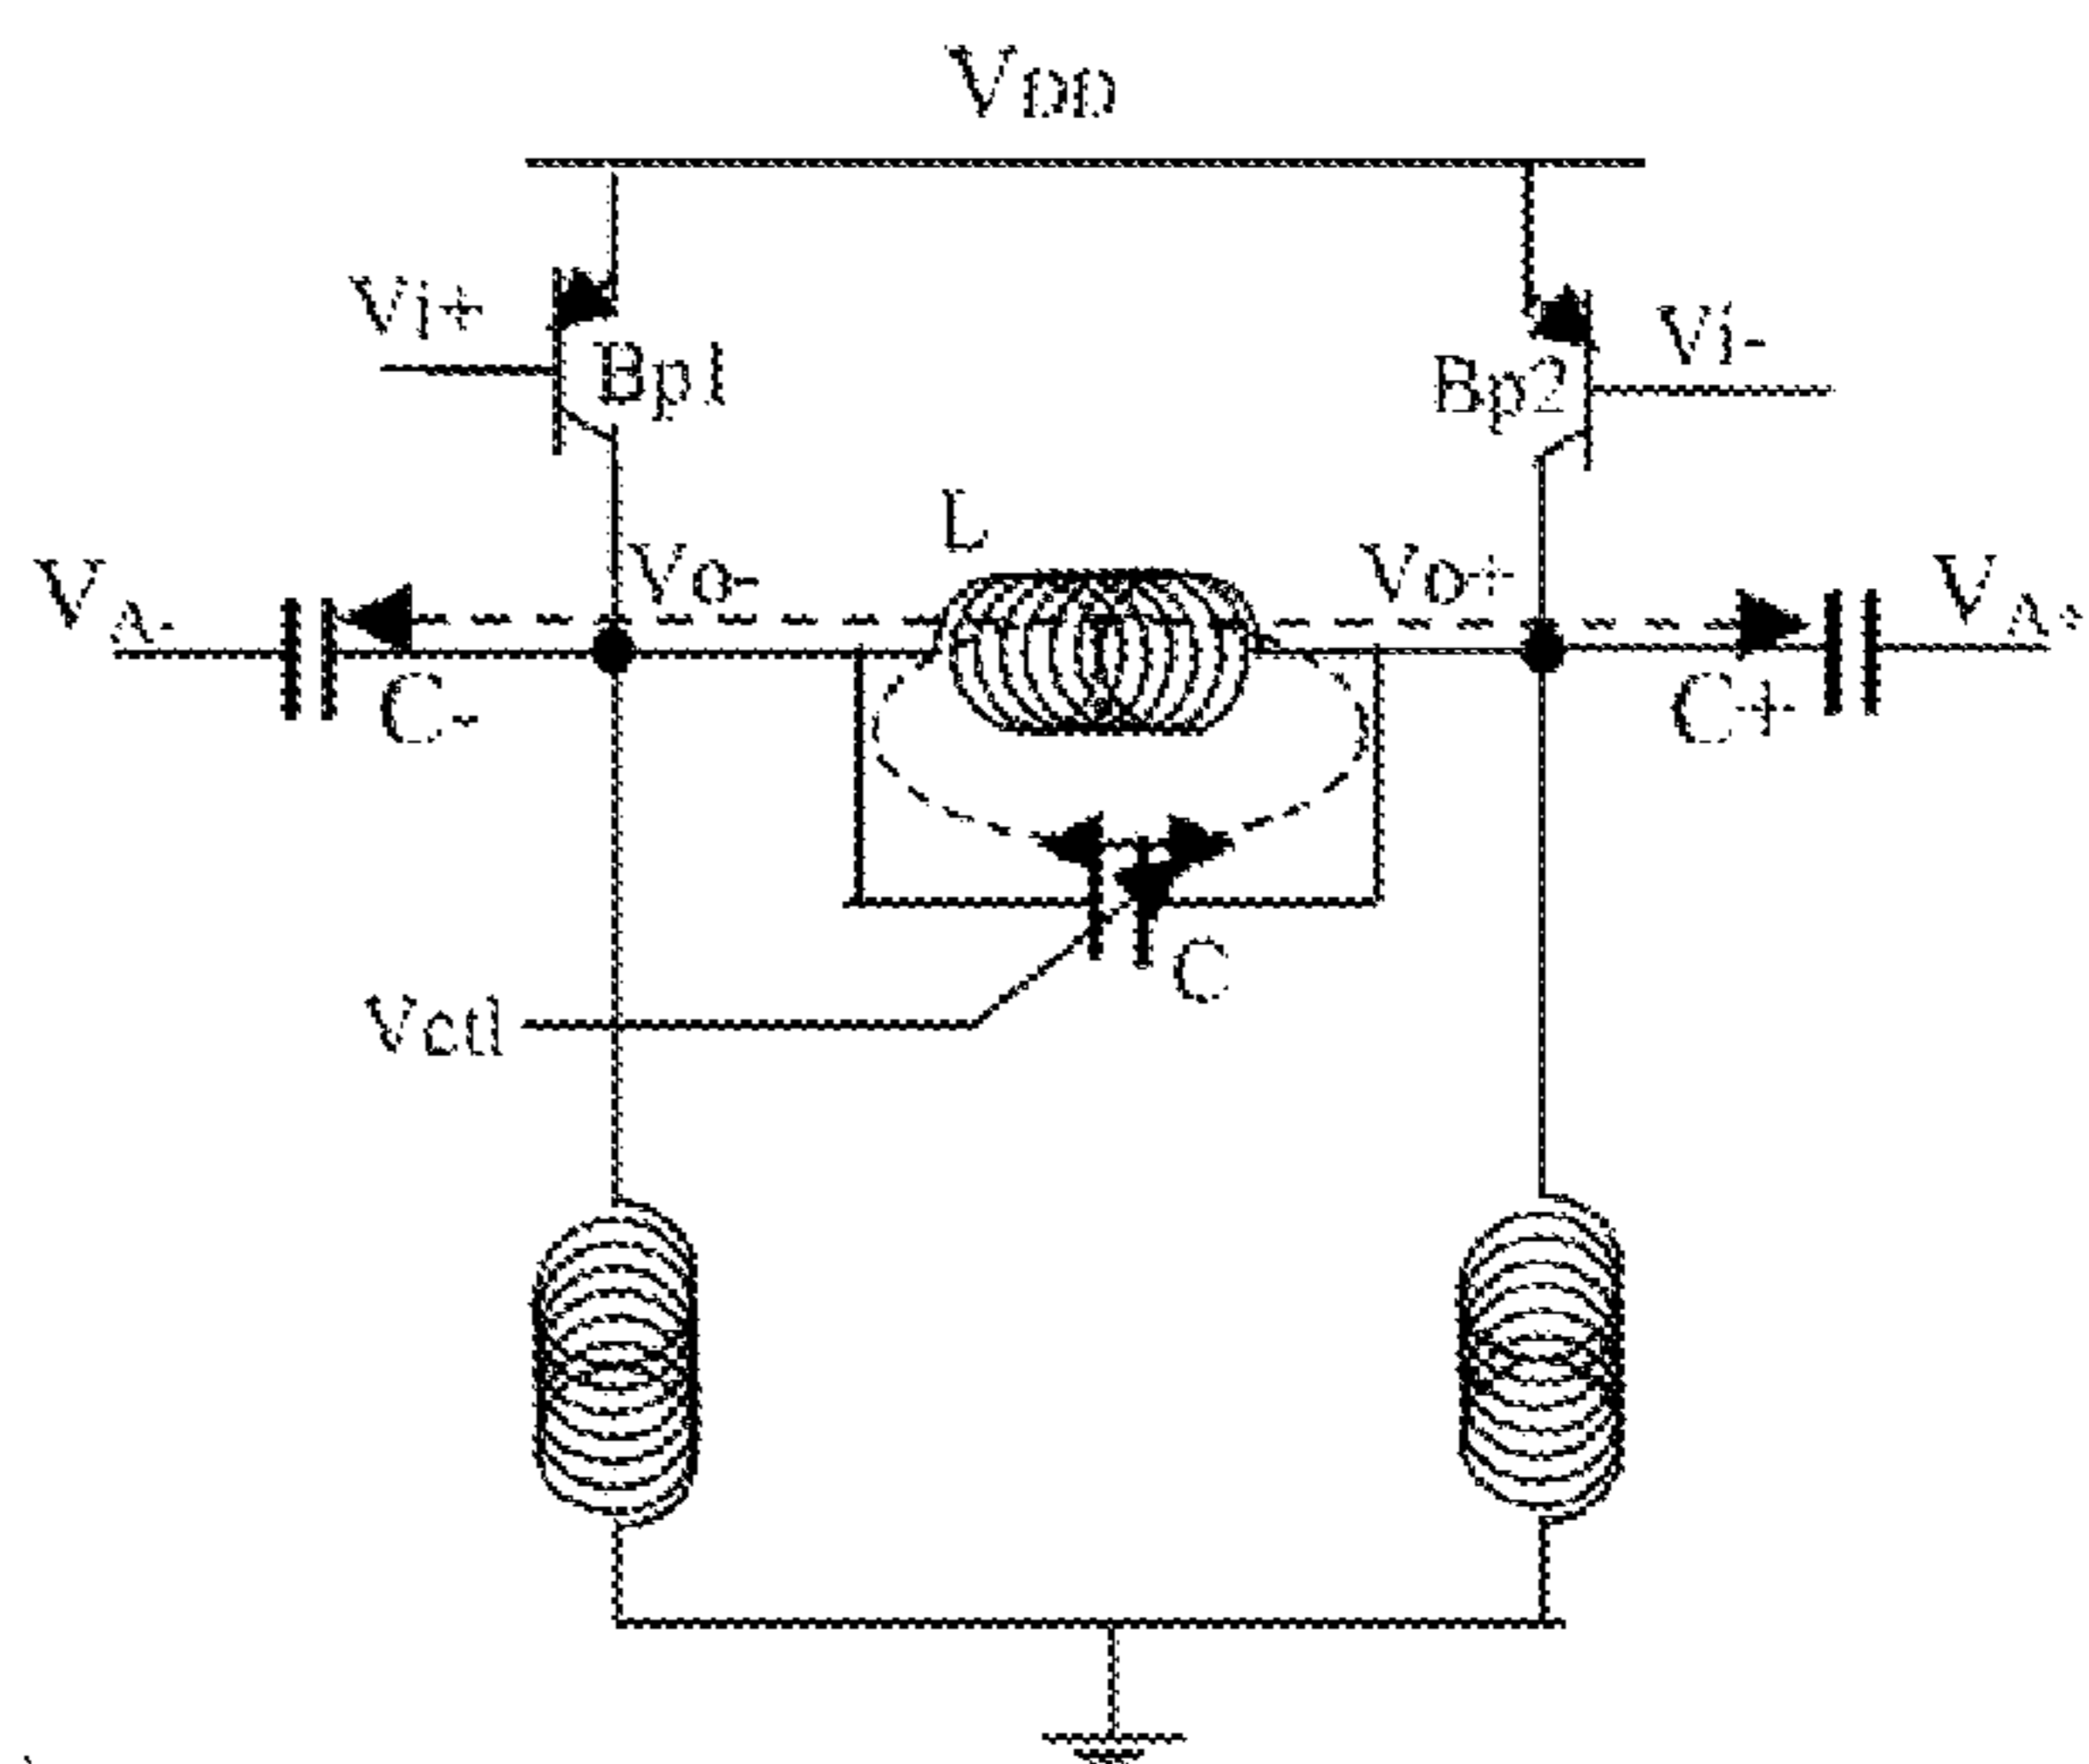 VDD
Vi+
Bp1
Bp2
Vi-
L
VA-
Vo-
Vo+
VA+
C-
C+
C
Vctl